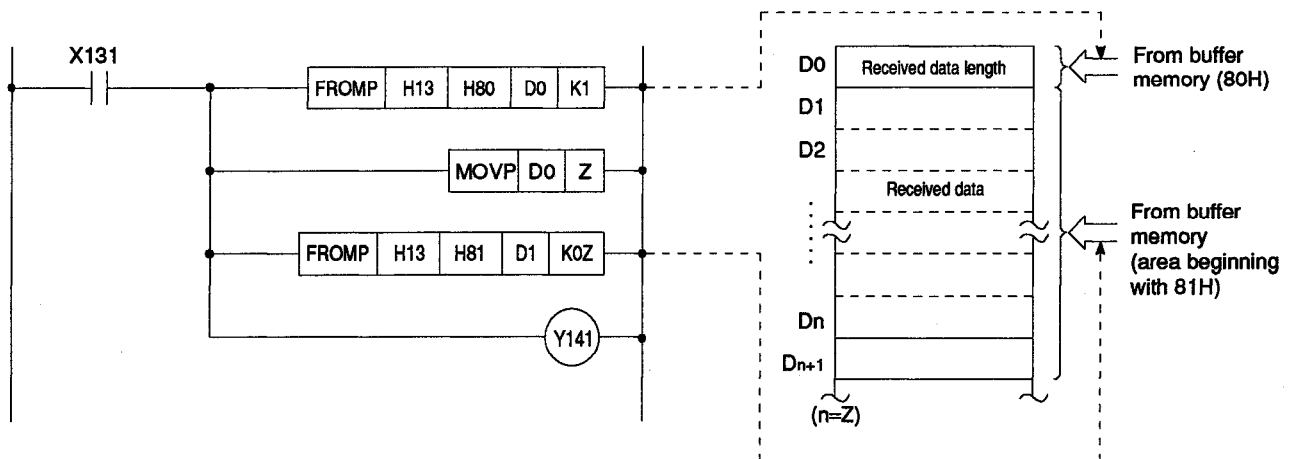 X131
FROMP H13 H80 D0 K1
MOVP D0 Z
FROMP H13 H81 D1 K0Z
Y141
D0
Received data length
D1
D2
Received data
Dn
Dn+1
(n=Z)
From buffer
memory (80H)
From buffer
memory
(area beginning
with 81H)